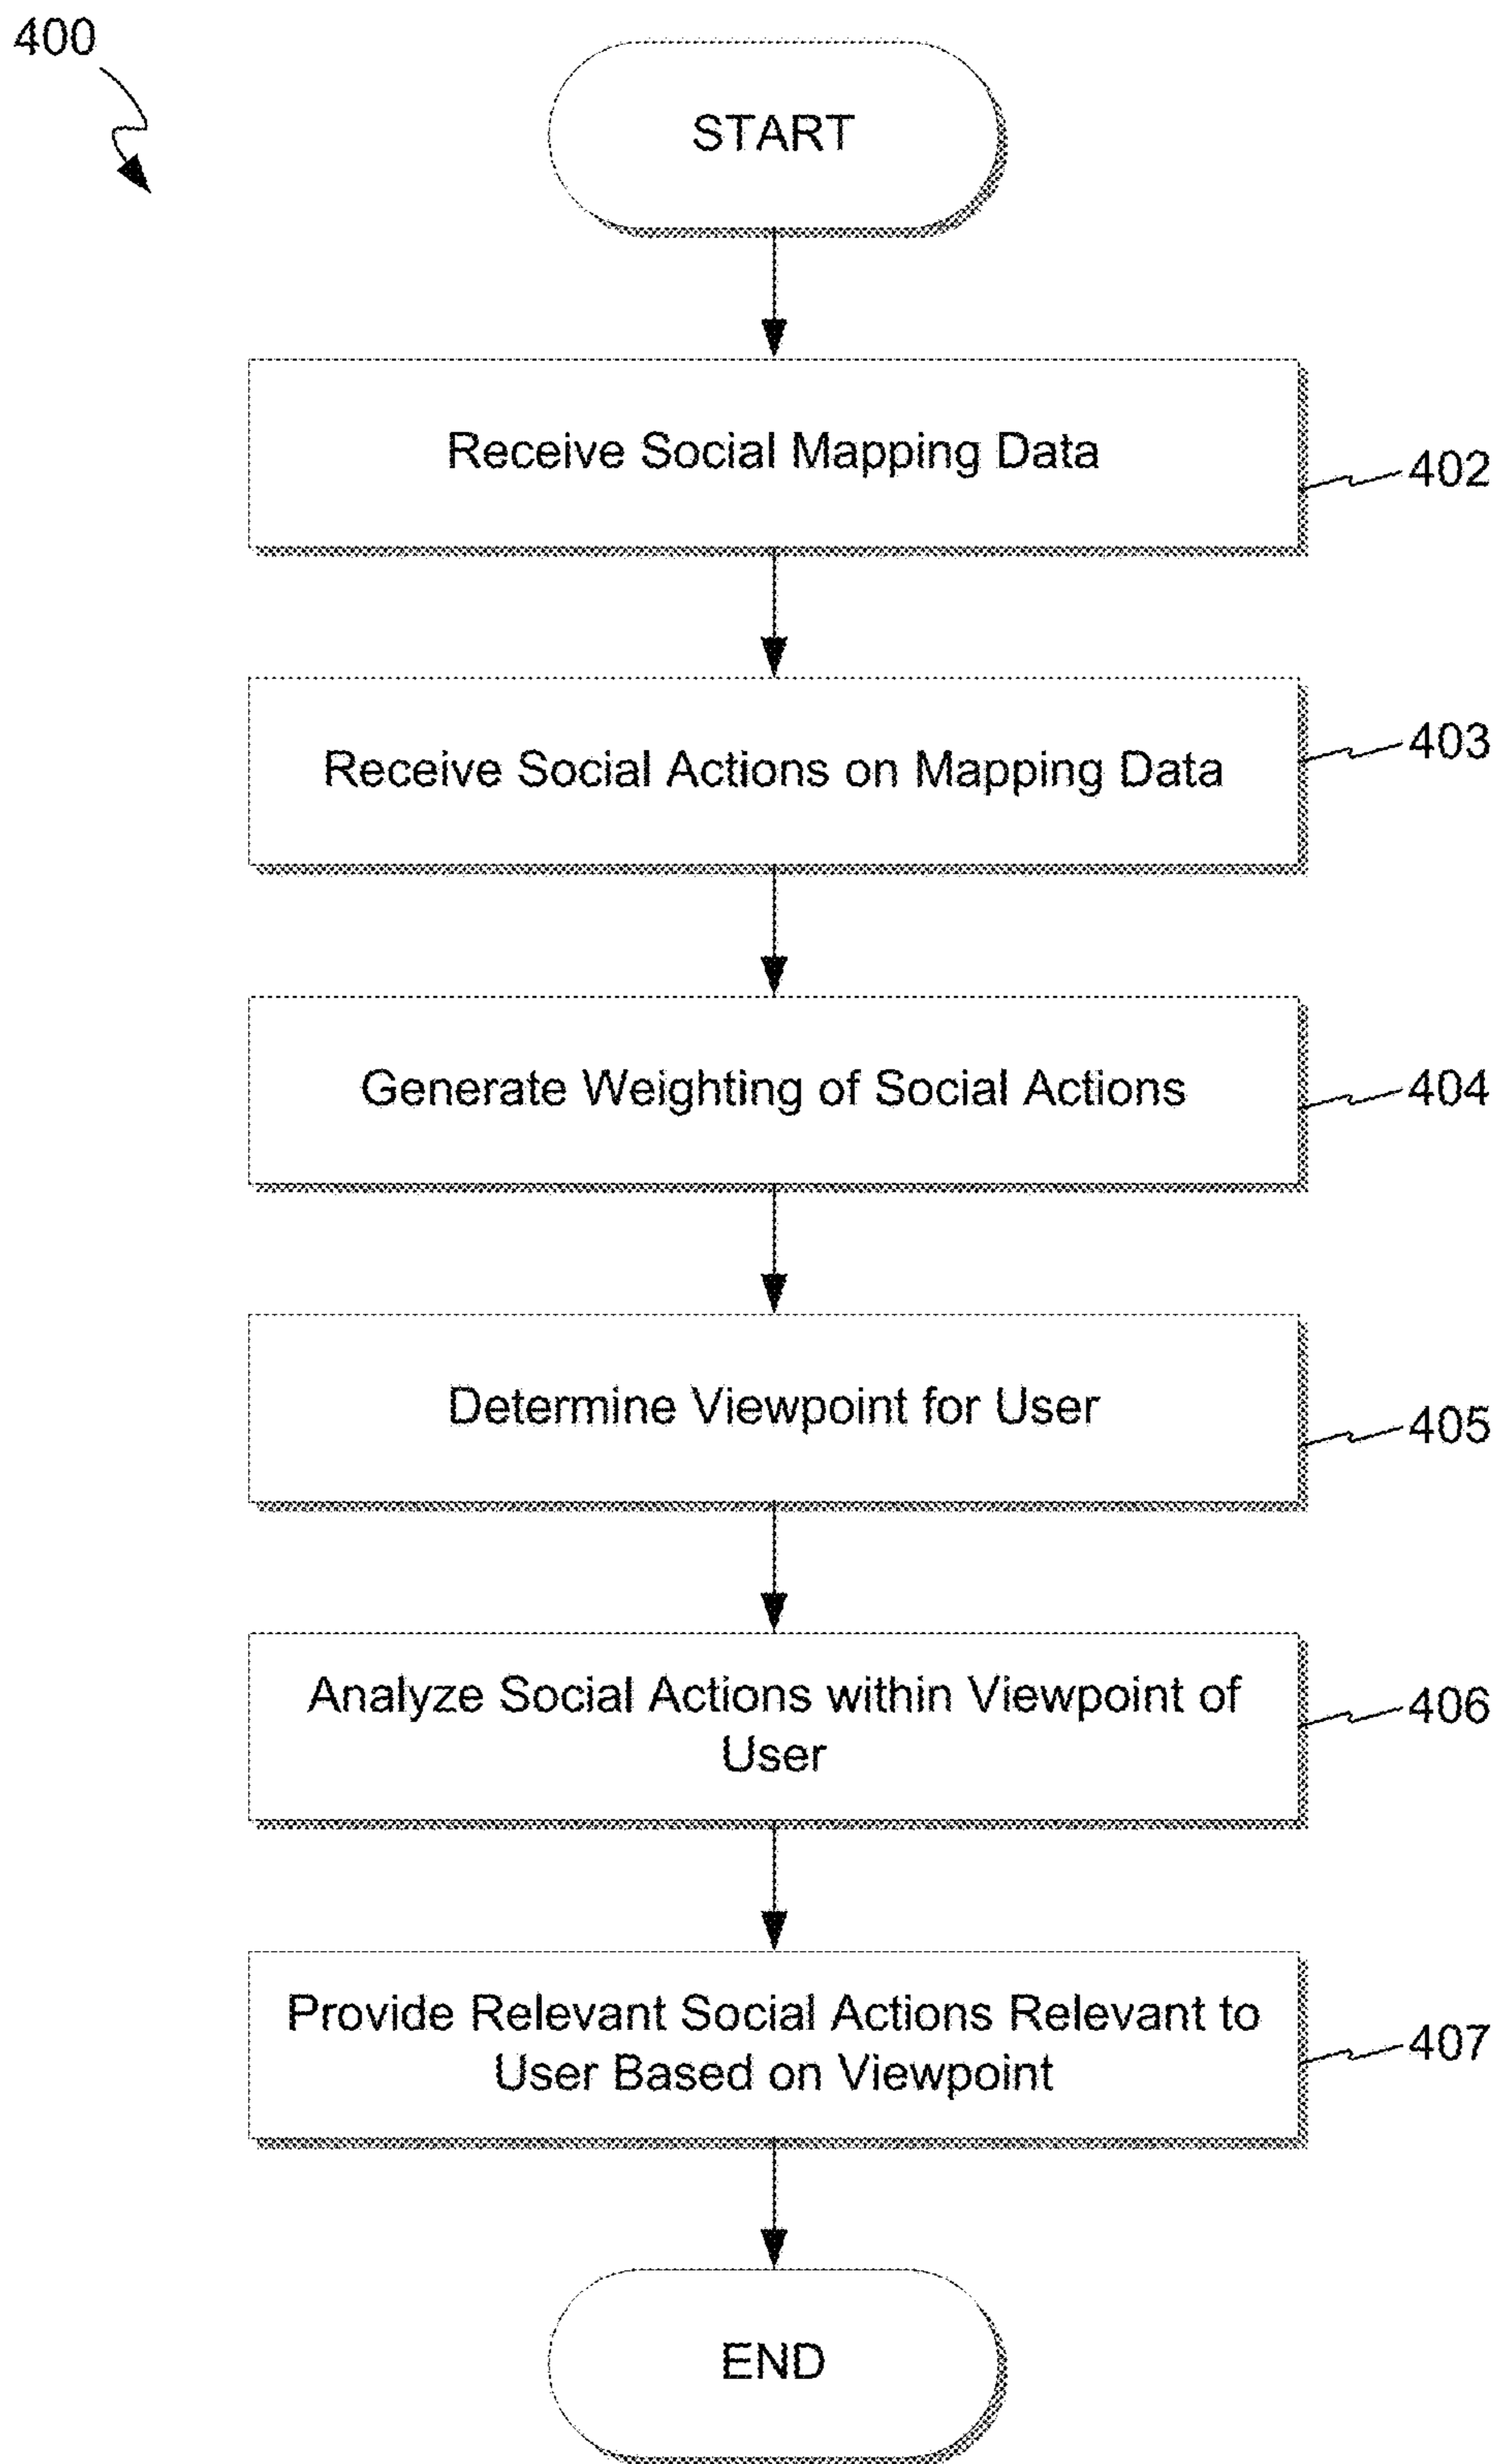 400
START
Receive Social Mapping Data
402
Receive Social Actions on Mapping Data
403
Generate Weighting of Social Actions
404
Determine Viewpoint for User
405
Analyze Social Actions within Viewpoint of
User
406
Provide Relevant Social Actions Relevant to
User Based on Viewpoint
407
END